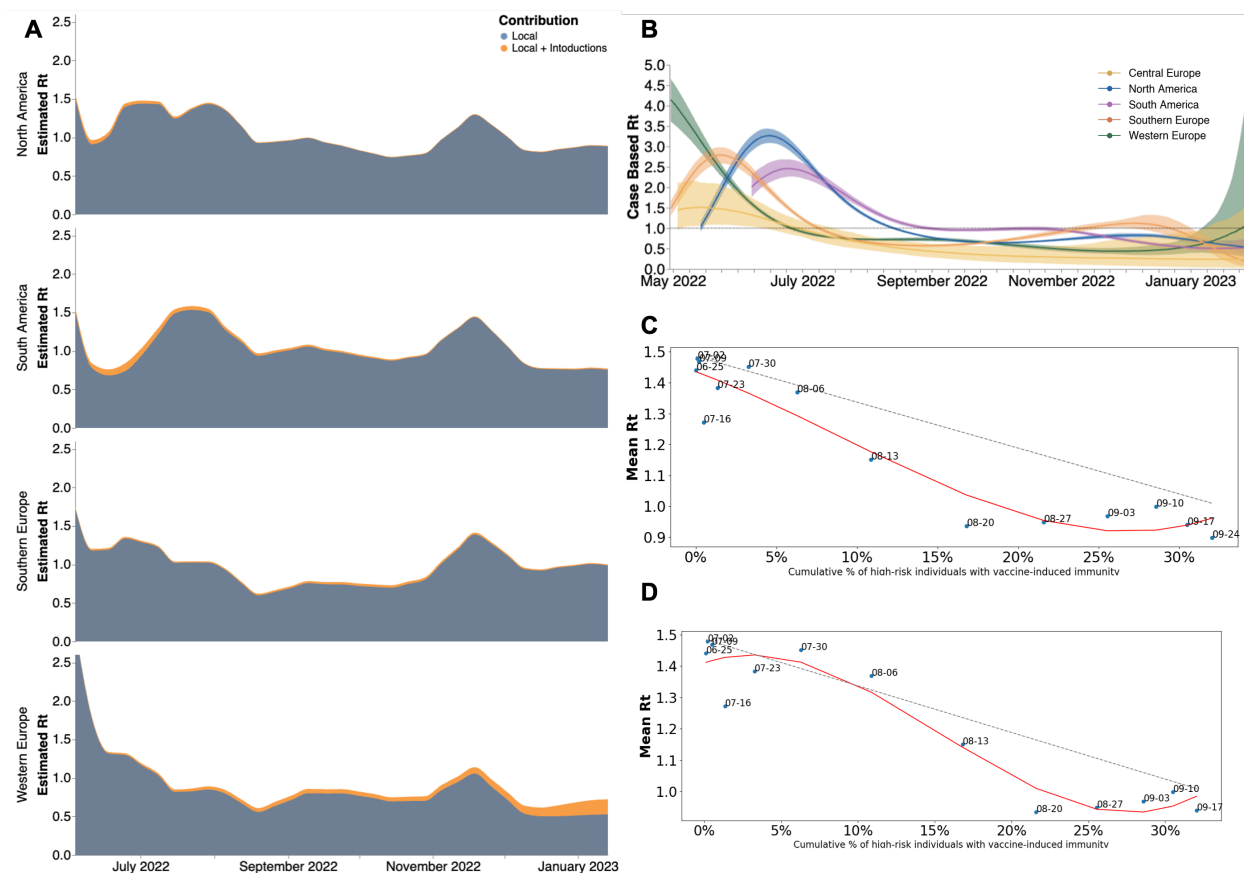 A
Contribution
Local
Local + Intoductions
North America
Estimated Rt
2.5
2.0
1.5
1.0
0.5
0.0
South America
Estimated Rt
2.5
2.0
1.5
1.0
0.5
0.0
Southern Europe
Estimated Rt
2.5
2.0
1.5
1.0
0.5
0.0
Western Europe
Estimated Rt
2.5
2.0
1.5
1.0
0.5
0.0
July 2022 September 2022 November 2022 January 2023
B
Case Based Rt
5.0
4.5
4.0
3.5
3.0
2.5
2.0
1.5
1.0
0.5
0.0
Central Europe
North America
South America
Southern Europe
Western Europe
May 2022 July 2022 September 2022 November 2022 January 2023
C
Mean Rt
1.5
1.4
1.3
1.2
1.1
1.0
0.9
07-02
07-09
06-25
07-30
07-23
08-06
07-16
08-13
08-20
08-27
09-03
09-10
09-17
09-24
0% 5% 10% 15% 20% 25% 30%
Cumulative % of high-risk individuals with vaccine-induced immunity
D
Mean Rt
1.5
1.4
1.3
1.2
1.1
1.0
07-02
07-09
06-25
07-30
07-23
08-06
07-16
08-13
08-20
08-27
09-03
09-10
09-17
0% 5% 10% 15% 20% 25% 30%
Cumulative % of high-risk individuals with vaccine-induced immunity